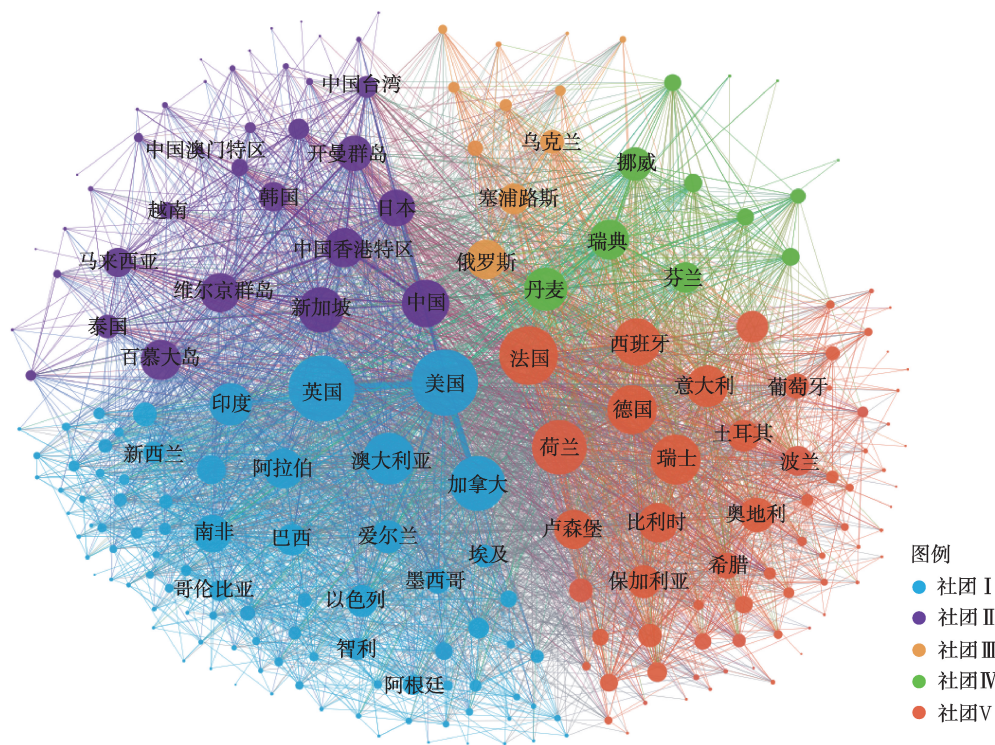 中国台湾
乌克兰
中国澳门特区
开曼群岛
挪威
韩国
塞浦路斯
越南
日本
瑞典
中国香港特区
马来西亚
俄罗斯
芬兰
维尔京群岛
丹麦
新加坡
中国
泰国
西班牙
百慕大岛
法国
英国
美国
意大利
葡萄牙
印度
德国
土耳其
新西兰
阿拉伯
澳大利亚
荷兰
瑞士
波兰
加拿大
南非
巴西
爱尔兰
卢森堡
比利时
奥地利
埃及
希腊
哥伦比亚
墨西哥
保加利亚
以色列
智利
阿根廷
图例
社团Ⅰ
社团Ⅱ
社团Ⅲ
社团Ⅳ
社团Ⅴ